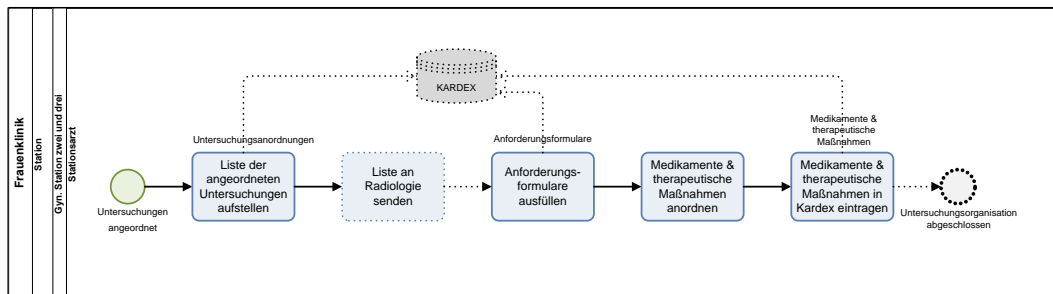 Frauenklinik
Station
Gyn. Station zwei und drei
Stationsarzt
KARDEX
Untersuchungsanordnungen
Anforderungsformulare
Medikamente &
therapeutische
Maßnahmen
Untersuchungen
angeordnet
Liste der
angeordneten
Untersuchungen
aufstellen
Liste an
Radiologie
senden
Anforderungs-
formulare
ausfüllen
Medikamente &
therapeutische
Maßnahmen
anordnen
Medikamente &
therapeutische
Maßnahmen in
Kardex eintragen
Untersuchungsorganisation
abgeschlossen